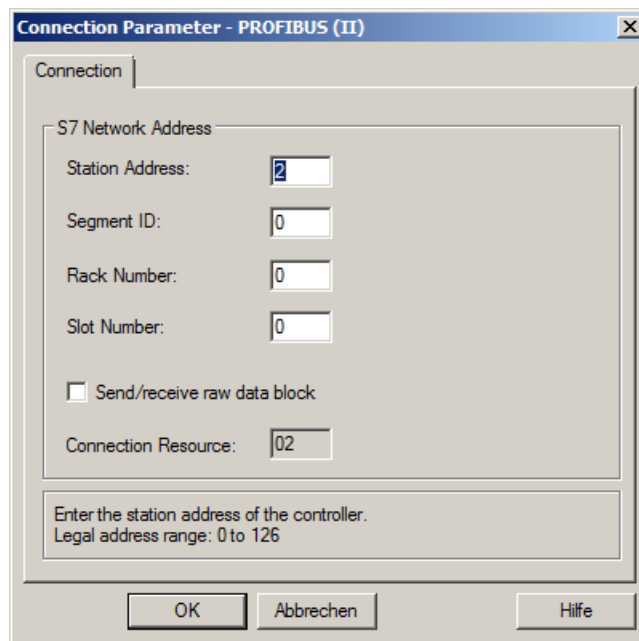 Connection Parameter - PROFIBUS (II)
Connection
S7 Network Address
Station Address: 2
Segment ID: 0
Rack Number: 0
Slot Number: 0
Send/receive raw data block
Connection Resource: 02
Enter the station address of the controller.
Legal address range: 0 to 126
OK Abbrechen Hilfe